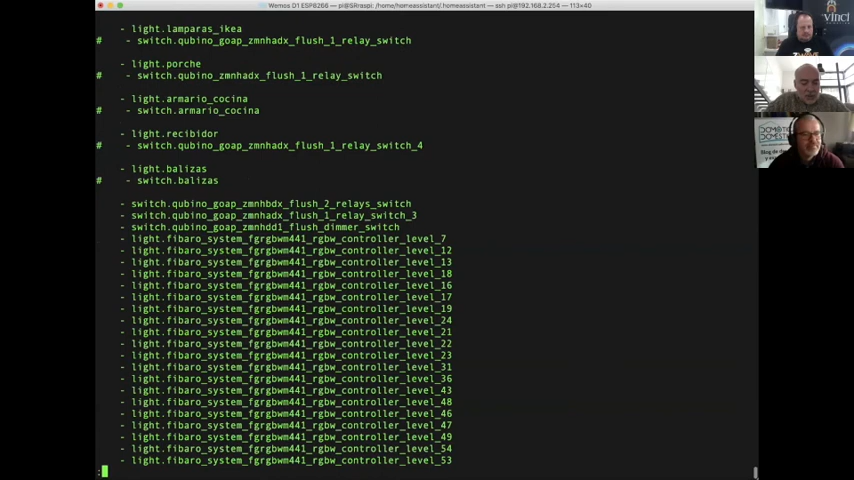 Wemos D1 ESP8266 — pi@SRraspi: /home/homeassistant/.homeassistant — ssh pi@192.168.2.254 — 113×40
- light.lamparas_ikea
# - switch.qubino_goap_zmnhadx_flush_1_relay_switch
- light.porche
# - switch.qubino_zmnhadx_flush_1_relay_switch
- light.armario_cocina
# - switch.armario_cocina
- light.recibidor
# - switch.qubino_goap_zmnhadx_flush_1_relay_switch_4
- light.balizas
# - switch.balizas
- switch.qubino_goap_zmnhbdx_flush_2_relays_switch
- switch.qubino_goap_zmnhadx_flush_1_relay_switch_3
- switch.qubino_goap_zmnhdd1_flush_dimmer_switch
- light.fibaro_system_fgrgbwm441_rgbw_controller_level_7
- light.fibaro_system_fgrgbwm441_rgbw_controller_level_12
- light.fibaro_system_fgrgbwm441_rgbw_controller_level_13
- light.fibaro_system_fgrgbwm441_rgbw_controller_level_18
- light.fibaro_system_fgrgbwm441_rgbw_controller_level_16
- light.fibaro_system_fgrgbwm441_rgbw_controller_level_17
- light.fibaro_system_fgrgbwm441_rgbw_controller_level_19
- light.fibaro_system_fgrgbwm441_rgbw_controller_level_24
- light.fibaro_system_fgrgbwm441_rgbw_controller_level_21
- light.fibaro_system_fgrgbwm441_rgbw_controller_level_22
- light.fibaro_system_fgrgbwm441_rgbw_controller_level_23
- light.fibaro_system_fgrgbwm441_rgbw_controller_level_31
- light.fibaro_system_fgrgbwm441_rgbw_controller_level_36
- light.fibaro_system_fgrgbwm441_rgbw_controller_level_43
- light.fibaro_system_fgrgbwm441_rgbw_controller_level_48
- light.fibaro_system_fgrgbwm441_rgbw_controller_level_46
- light.fibaro_system_fgrgbwm441_rgbw_controller_level_47
- light.fibaro_system_fgrgbwm441_rgbw_controller_level_49
- light.fibaro_system_fgrgbwm441_rgbw_controller_level_54
- light.fibaro_system_fgrgbwm441_rgbw_controller_level_53
:
vinci